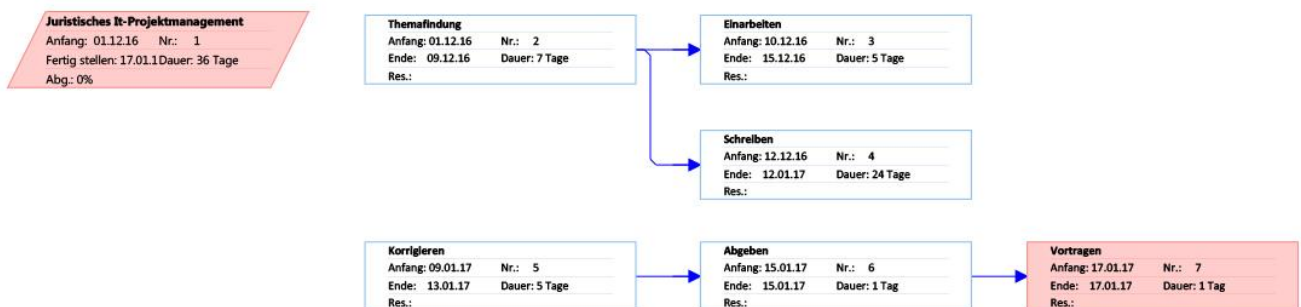 Juristisches It-Projektmanagement
Anfang: 01.12.16 Nr.: 1
Fertig stellen: 17.01.1 Dauer: 36 Tage
Abg.: 0%
Themafindung
Anfang: 01.12.16 Nr.: 2
Ende: 09.12.16 Dauer: 7 Tage
Res.:
Einarbeiten
Anfang: 10.12.16 Nr.: 3
Ende: 15.12.16 Dauer: 5 Tage
Res.:
Schreiben
Anfang: 12.12.16 Nr.: 4
Ende: 12.01.17 Dauer: 24 Tage
Res.:
Korrigieren
Anfang: 09.01.17 Nr.: 5
Ende: 13.01.17 Dauer: 5 Tage
Res.:
Abgeben
Anfang: 15.01.17 Nr.: 6
Ende: 15.01.17 Dauer: 1 Tag
Res.:
Vortragen
Anfang: 17.01.17 Nr.: 7
Ende: 17.01.17 Dauer: 1 Tag
Res.: